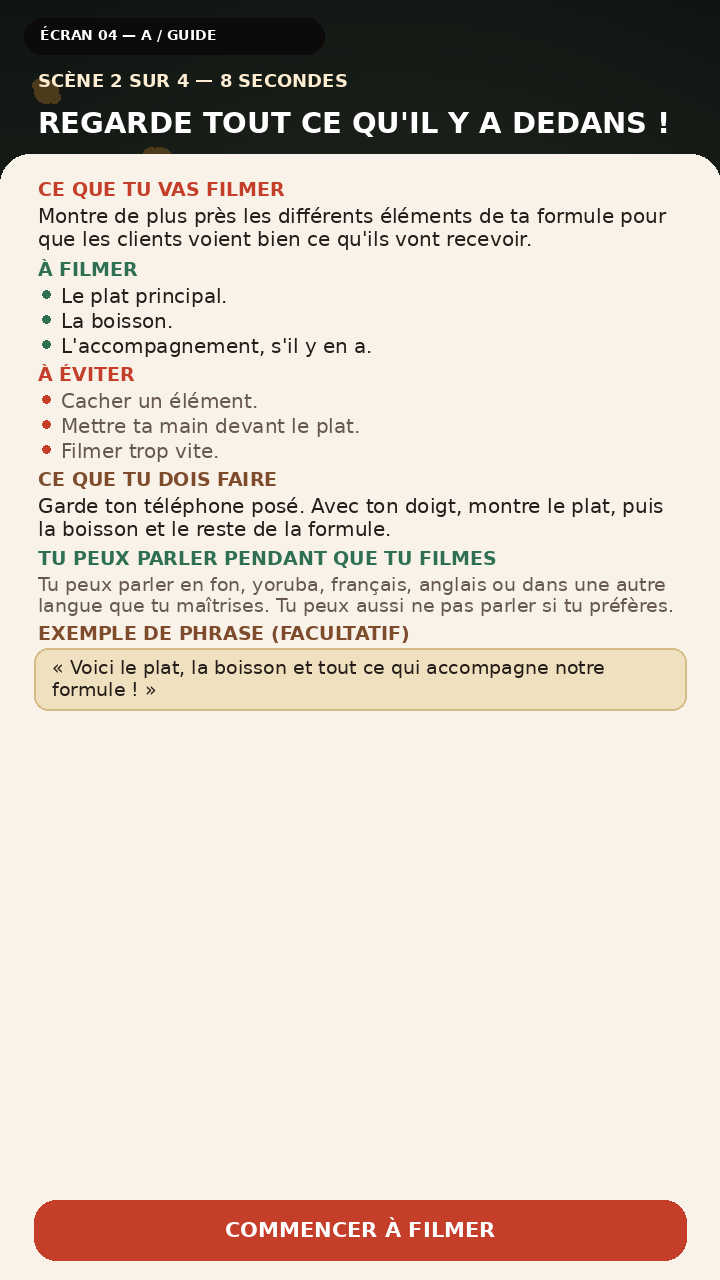 ÉCRAN 04 — A / GUIDE
SCÈNE 2 SUR 4 — 8 SECONDES
REGARDE TOUT CE QU'IL Y A DEDANS !
CE QUE TU VAS FILMER
Montre de plus près les différents éléments de ta formule pour
que les clients voient bien ce qu'ils vont recevoir.
À FILMER
Le plat principal.
La boisson.
L'accompagnement, s'il y en a.
À ÉVITER
Cacher un élément.
Mettre ta main devant le plat.
Filmer trop vite.
CE QUE TU DOIS FAIRE
Garde ton téléphone posé. Avec ton doigt, montre le plat, puis
la boisson et le reste de la formule.
TU PEUX PARLER PENDANT QUE TU FILMES
Tu peux parler en fon, yoruba, français, anglais ou dans une autre
langue que tu maîtrises. Tu peux aussi ne pas parler si tu préfères.
EXEMPLE DE PHRASE (FACULTATIF)
« Voici le plat, la boisson et tout ce qui accompagne notre
formule ! »
COMMENCER À FILMER